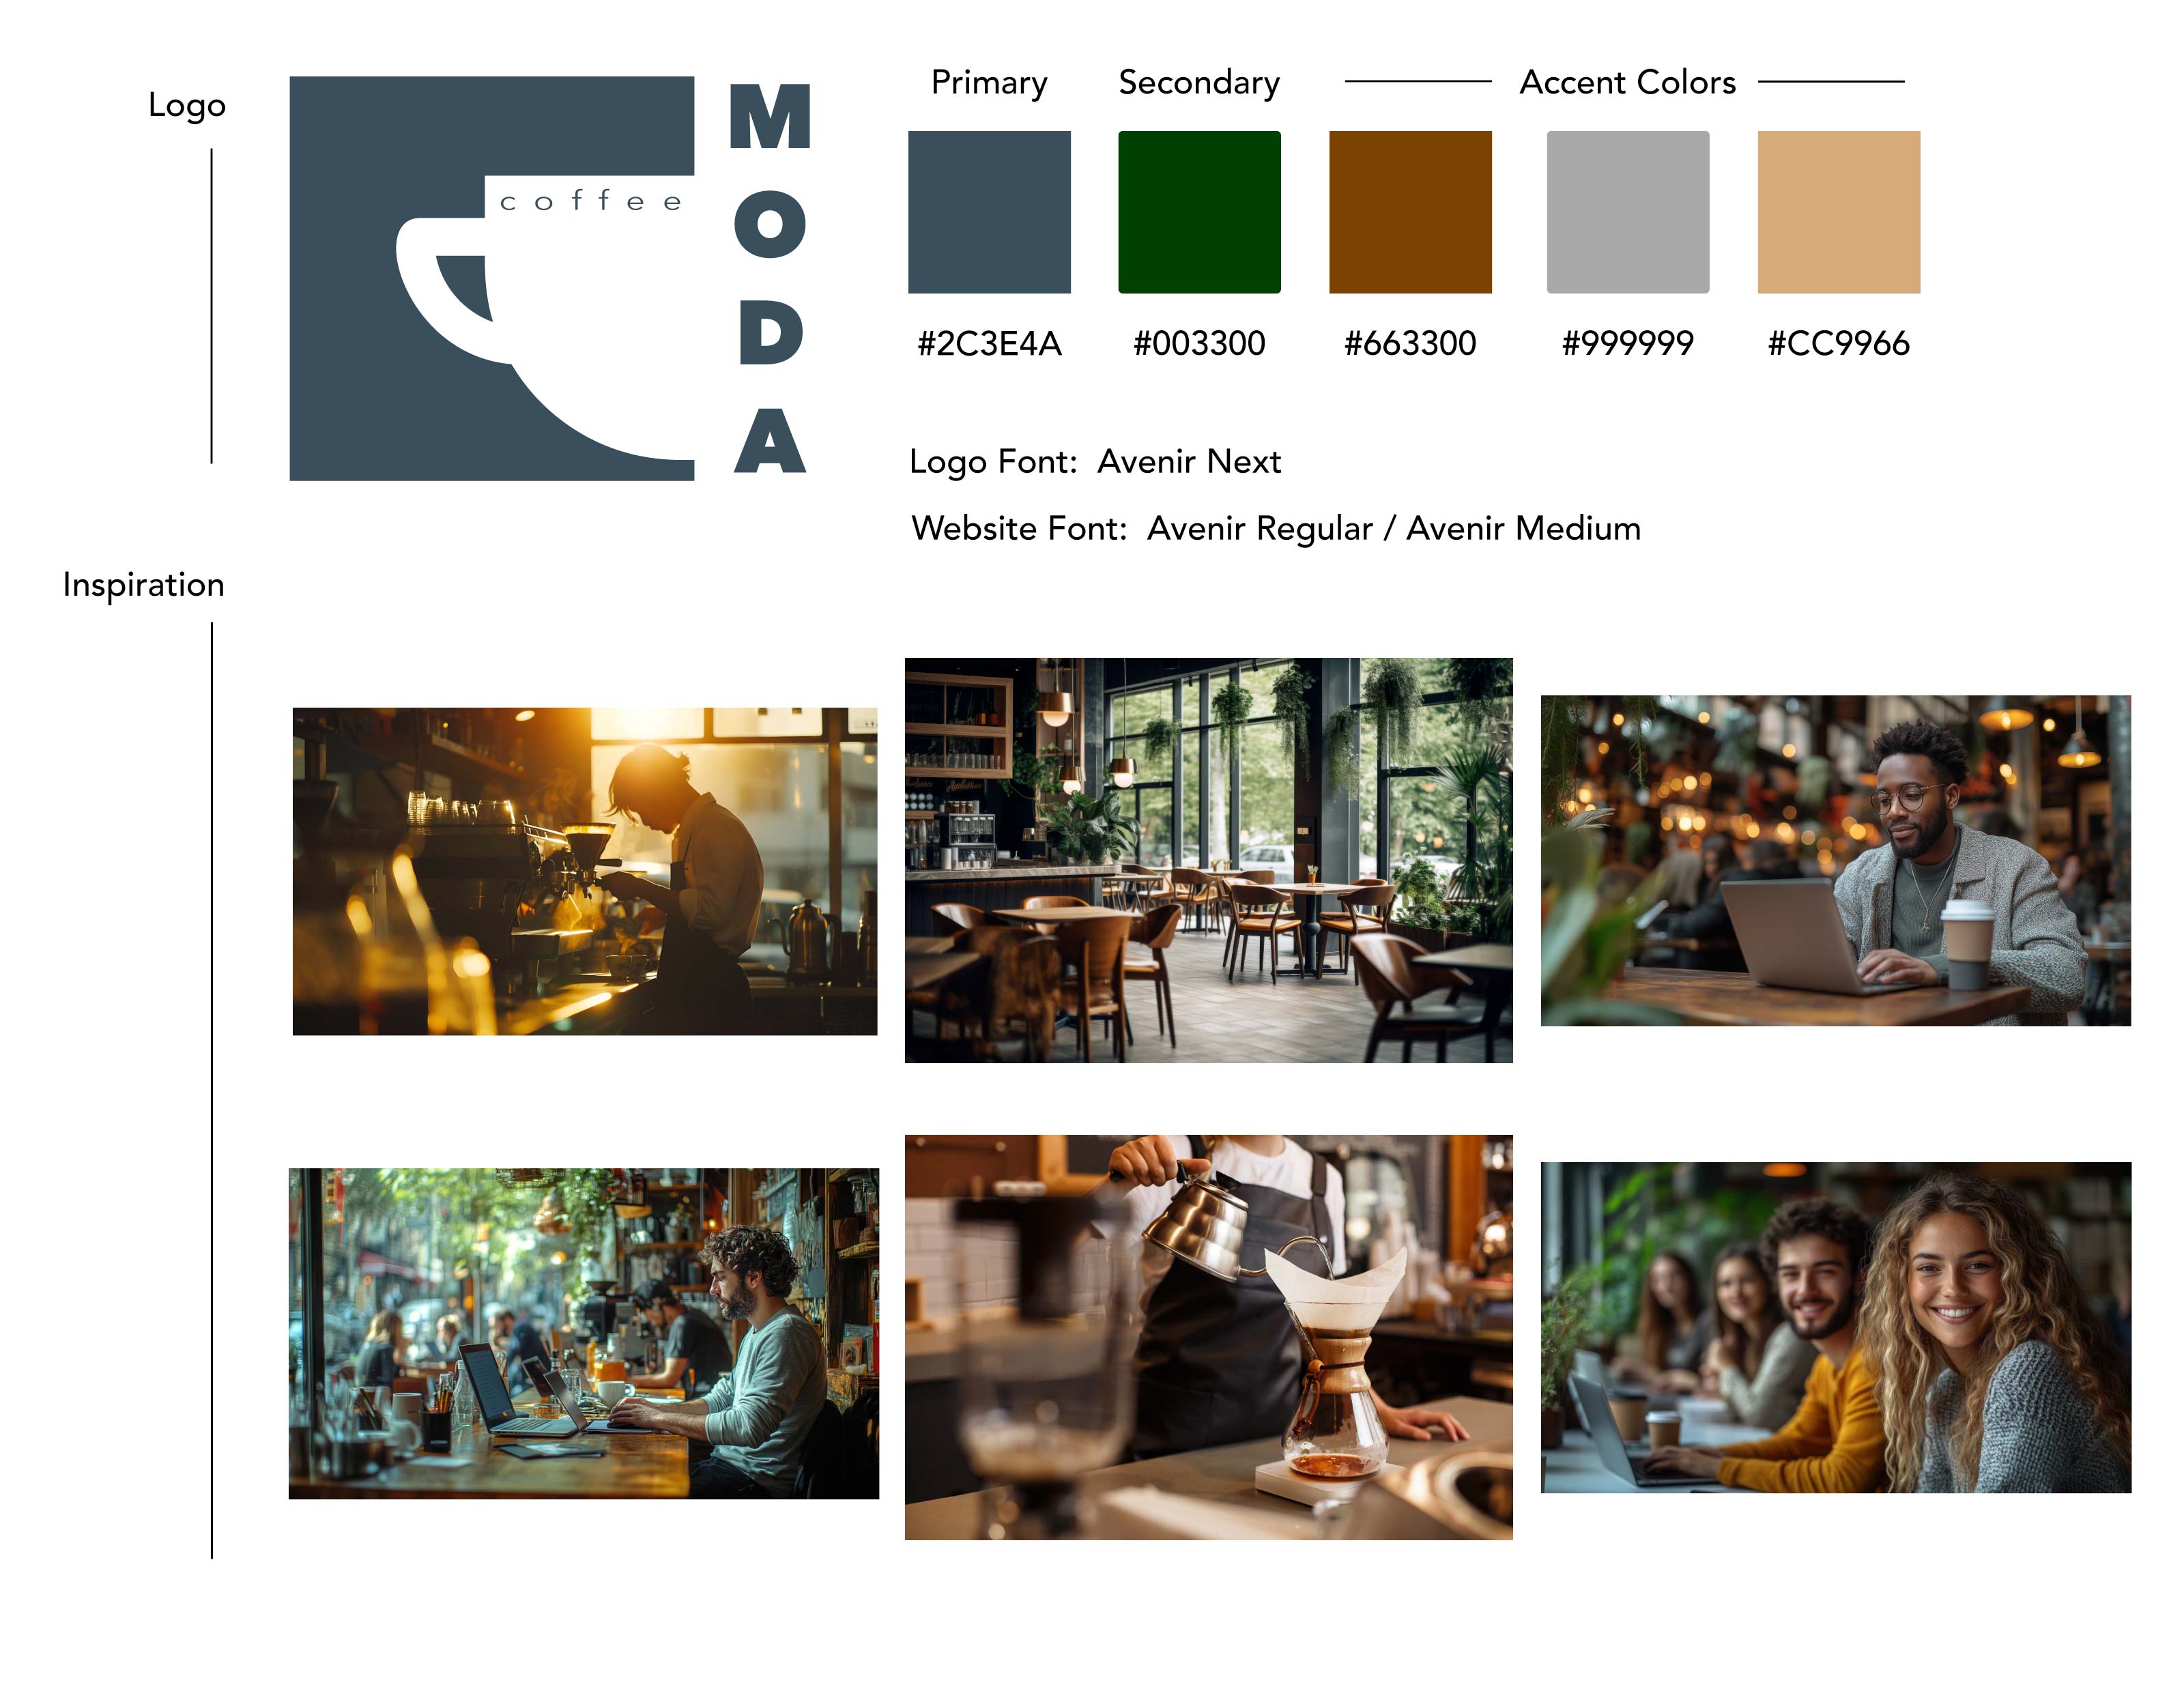 Logo
coffee
MODA
Primary
Secondary
Accent Colors
#2C3E4A
#003300
#663300
#999999
#CC9966
Logo Font: Avenir Next
Website Font: Avenir Regular / Avenir Medium
Inspiration